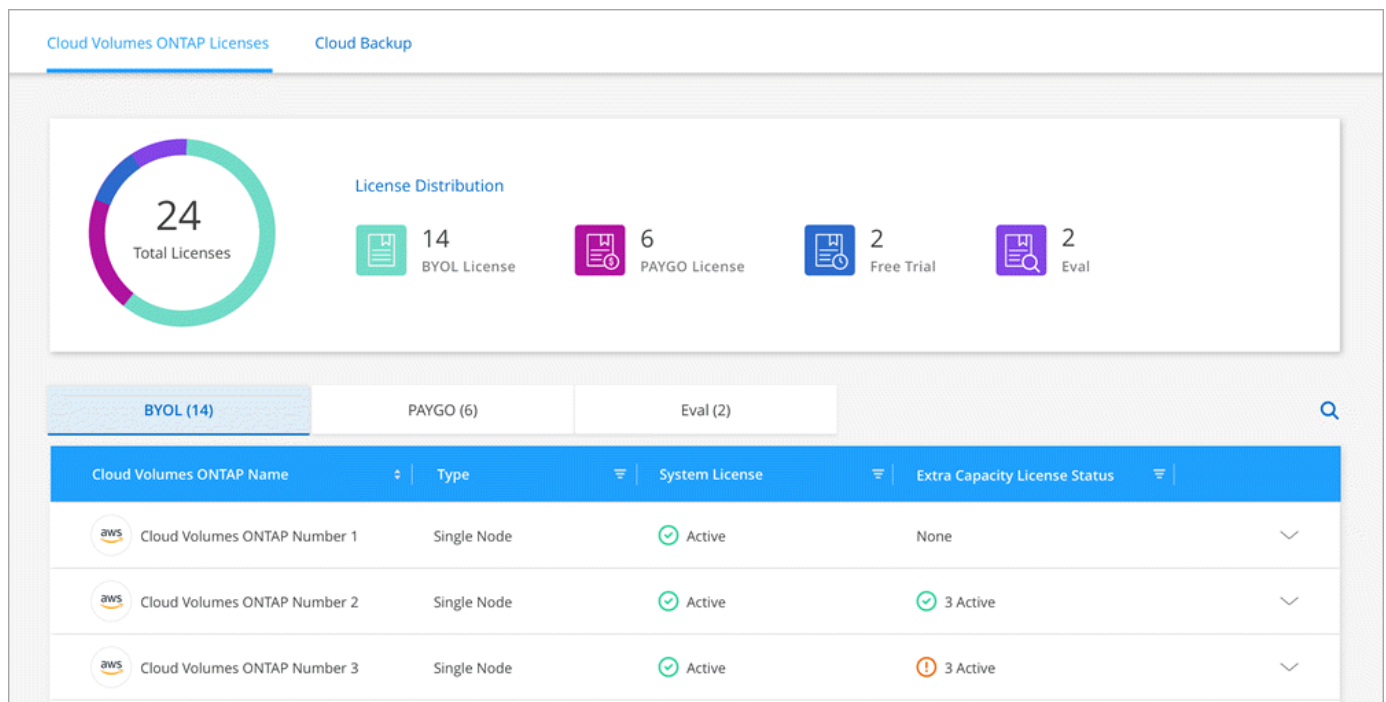 Cloud Volumes ONTAP Licenses Cloud Backup
24
Total Licenses
License Distribution
14
BYOL License
6
PAYGO License
2
Free Trial
2
Eval
BYOL (14) PAYGO (6) Eval (2)
Cloud Volumes ONTAP Name Type System License Extra Capacity License Status
aws Cloud Volumes ONTAP Number 1 Single Node Active None
aws Cloud Volumes ONTAP Number 2 Single Node Active 3 Active
aws Cloud Volumes ONTAP Number 3 Single Node Active 3 Active